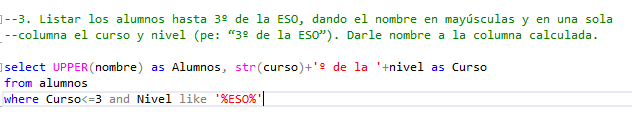 --3. Listar los alumnos hasta 3º de la ESO, dando el nombre en mayúsculas y en una sola
--columna el curso y nivel (pe: “3º de la ESO”). Darle nombre a la columna calculada.
select UPPER(nombre) as Alumnos, str(curso)+'º de la '+nivel as Curso
from alumnos
where Curso<=3 and Nivel like '%ESO%'